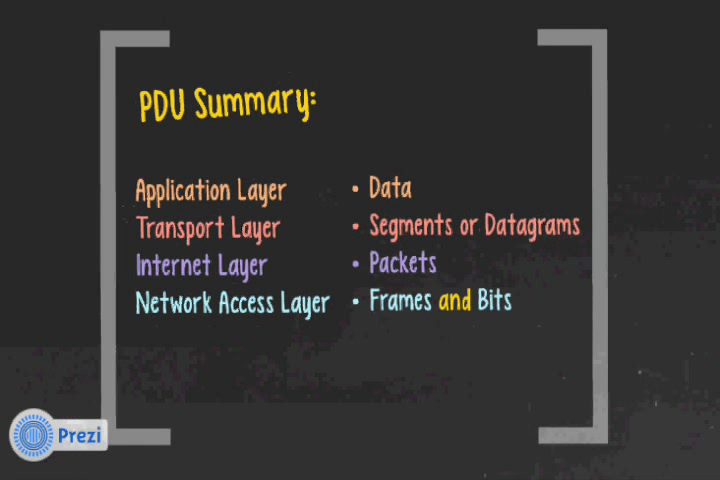 PDU Summary:
Application Layer • Data
Transport Layer • Segments or Datagrams
Internet Layer • Packets
Network Access Layer • Frames and Bits
Prezi